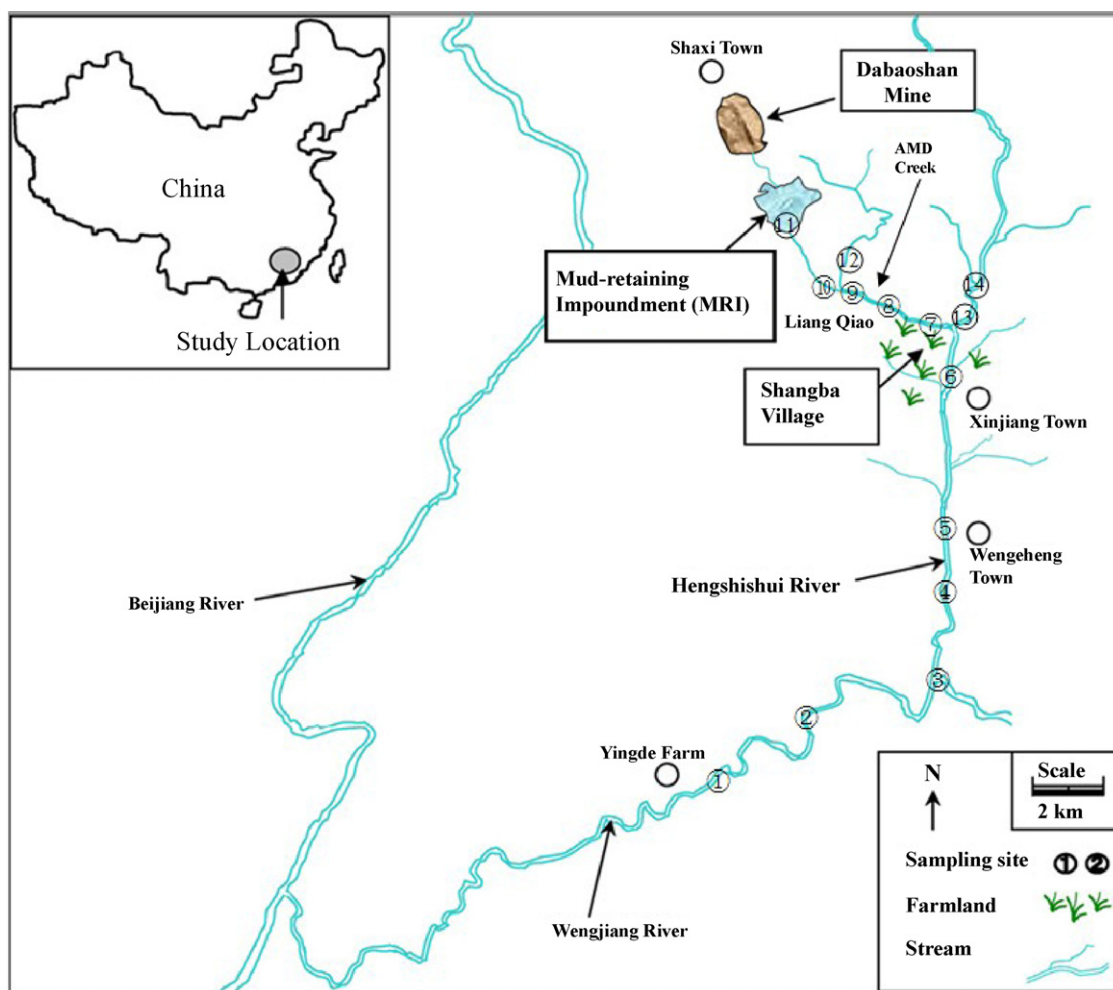 China
Study Location
Shaxi Town
Dabaoshan
Mine
AMD
Creek
Mud-retaining
Impoundment (MRI)
11
12
10
9
8
7
13
14
Liang Qiao
Shangba
Village
6
Xinjiang Town
5
Wengeheng
Town
Hengshishui River
4
Beijiang River
3
2
Yingde Farm
1
Wengjiang River
N
Scale
2 km
Sampling site 1 2
Farmland
Stream